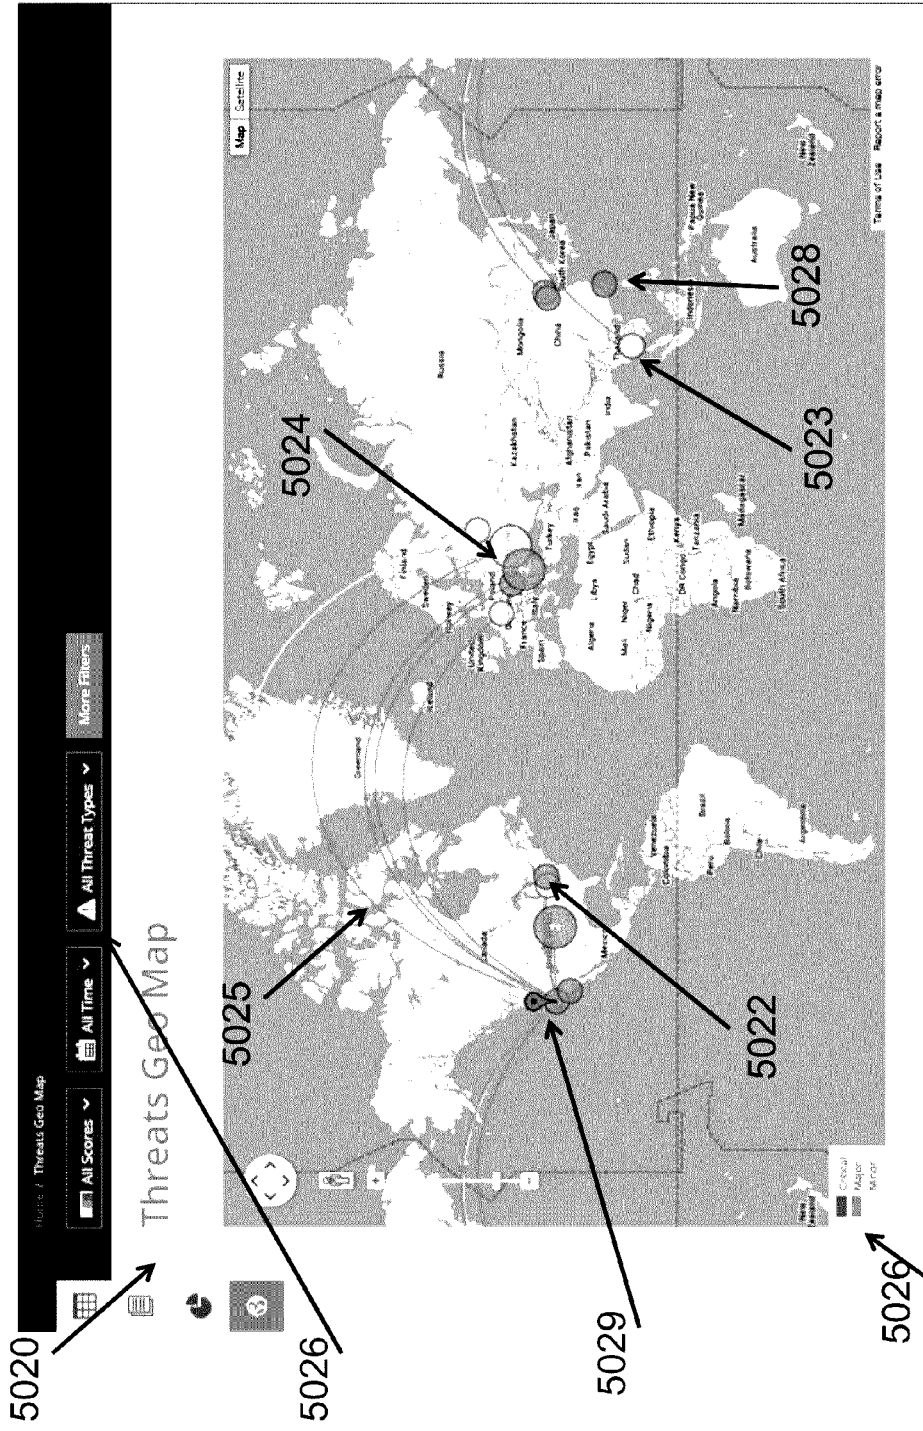 Home / Threats Geo Map
All Scores
All Time
All Threat Types
More Filters
Threats Geo Map
Map
Satellite
Greenland
Iceland
Finland
Sweden
Norway
United Kingdom
Poland
France
Spain
Italy
Turkey
Russia
Kazakhstan
Mongolia
China
South Korea
Japan
Afghanistan
Pakistan
India
Thailand
Iran
Iraq
Saudi Arabia
Egypt
Libya
Algeria
Mali
Niger
Chad
Sudan
Nigeria
Ethiopia
Kenya
DR Congo
Tanzania
Angola
Namibia
Botswana
Madagascar
South Africa
Indonesia
Papua New Guinea
Australia
New Zealand
Canada
Venezuela
Colombia
Peru
Brazil
Bolivia
Chile
Argentina
New Zealand
Critical
Major
Minor
Terms of Use
Report a map error
5020
5026
5025
5024
5029
5022
5023
5028
5026